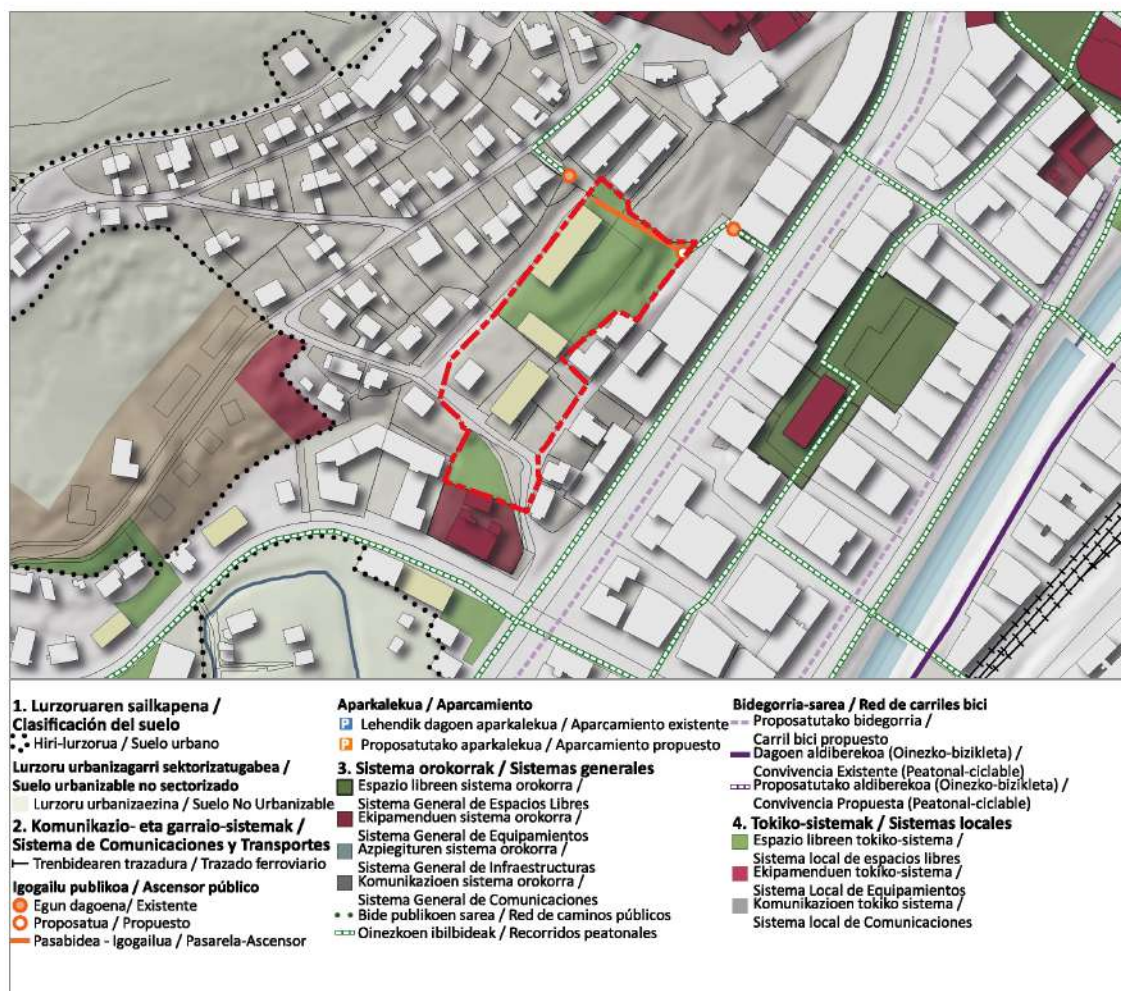 1. Lurzoruaren sailkapena /
Clasificación del suelo
Hiri-lurzorua / Suelo urbano
Lurzoru urbanizagarri sektorizatugabea /
Suelo urbanizable no sectorizado
Lurzoru urbanizaezina / Suelo No Urbanizable
2. Komunikazio- eta garraio-sistemak /
Sistema de Comunicaciones y Transportes
Trenbidearen trazadura / Trazado ferroviario
Igogailu publikoa / Ascensor público
Egun dagoena/ Existente
Proposatua / Propuesto
Pasabidea - Igogailua / Pasarela-Ascensor
Aparkalekua / Aparcamiento
P Lehendik dagoen aparkalekua / Aparcamiento existente
P Proposatutako aparkalekua / Aparcamiento propuesto
3. Sistema orokorrak / Sistemas generales
Espazio libreen sistema orokorra /
Sistema General de Espacios Libres
Ekipamenduen sistema orokorra /
Sistema General de Equipamientos
Azpiegituren sistema orokorra /
Sistema General de Infraestructuras
Komunikazioen sistema orokorra /
Sistema General de Comunicaciones
Bide publikoen sarea / Red de caminos públicos
Oinezkoen ibilbideak / Recorridos peatonales
Bidegorria-sarea / Red de carriles bici
Proposatutako bidegorria /
Carril bici propuesto
Dagoen aldiberekoa (Oinezko-bizikleta) /
Convivencia Existente (Peatonal-ciclable)
Proposatutako aldiberekoa (Oinezko-bizikleta) /
Convivencia Propuesta (Peatonal-ciclable)
4. Tokiko-sistemak / Sistemas locales
Espazio libreen tokiko-sistema /
Sistema local de espacios libres
Ekipamenduen tokiko-sistema /
Sistema Local de Equipamientos
Komunikazioen tokiko sistema /
Sistema local de Comunicaciones